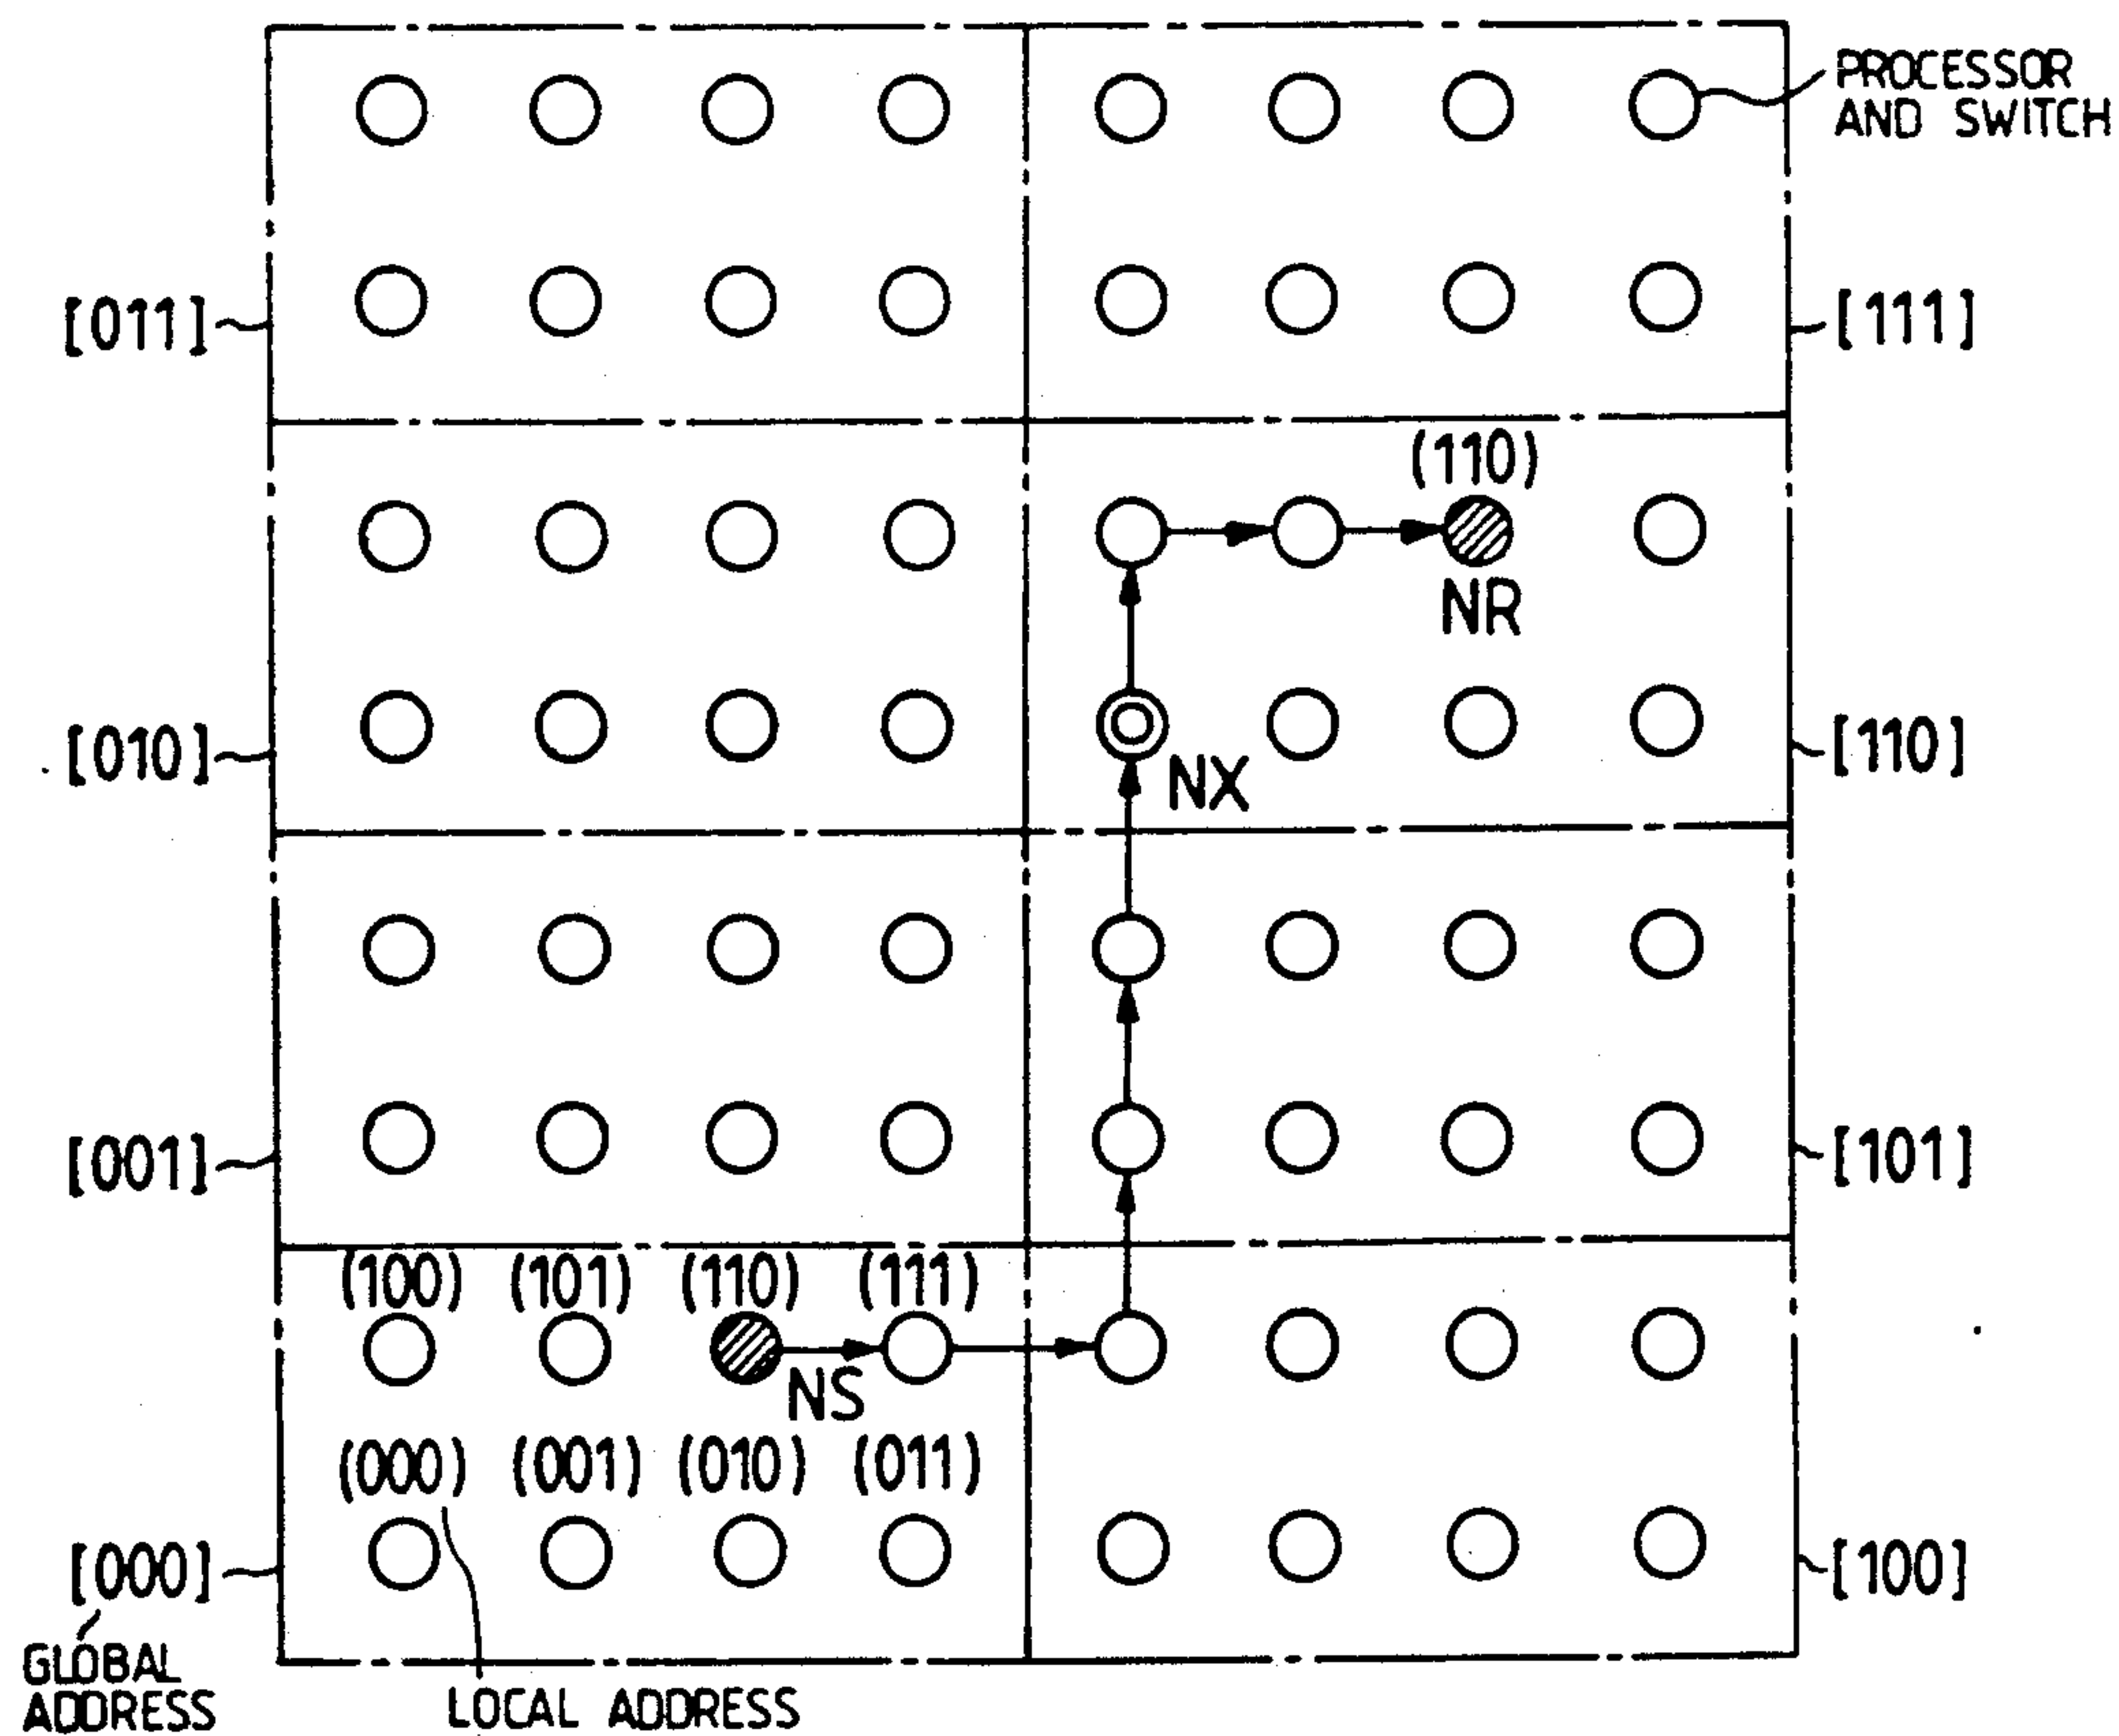 PROCESSOR
AND SWITCH
[011]
[111]
(110)
NR
[010]
NX
[110]
[001]
[101]
(100) (101) (110) (111)
NS
(000) (001) (010) (011)
[000]
[100]
GLOBAL
ADDRESS
LOCAL ADDRESS